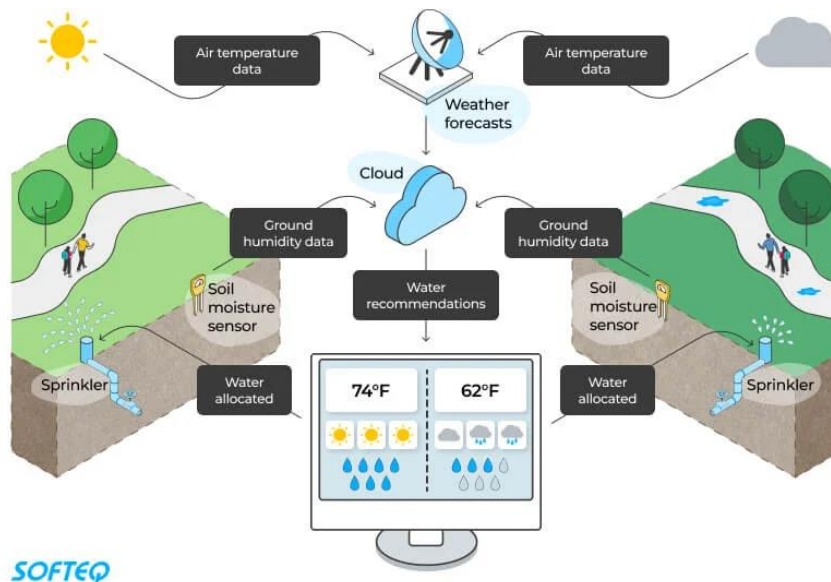 Air temperature
data
Air temperature
data
Weather
forecasts
Cloud
Ground
humidity data
Ground
humidity data
Soil
moisture
sensor
Water
recommendations
Soil
moisture
sensor
Sprinkler
Water
allocated
74°F
62°F
Water
allocated
Sprinkler
SOFTEQ